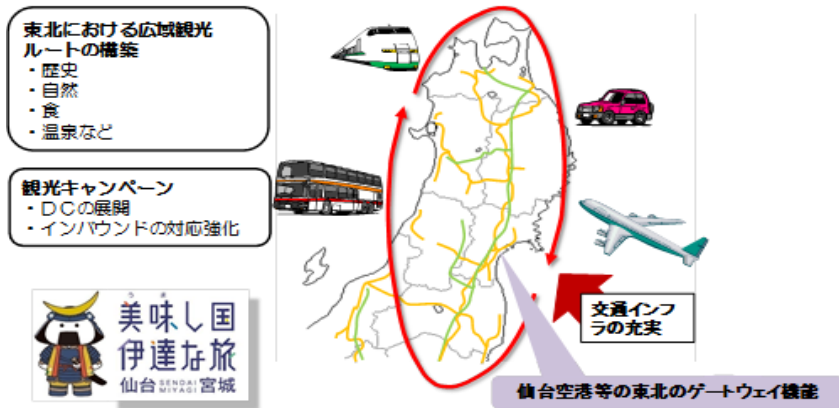 東北における広域観光
ルートの構築
・歴史
・自然
・食
・温泉など
観光キャンペーン
・ＤＣの展開
・インバウンドの対応強化
うま
美味し国
伊達な旅
仙台 SENDAI MIYAGI 宮城
交通インフ
ラの充実
仙台空港等の東北のゲートウェイ機能